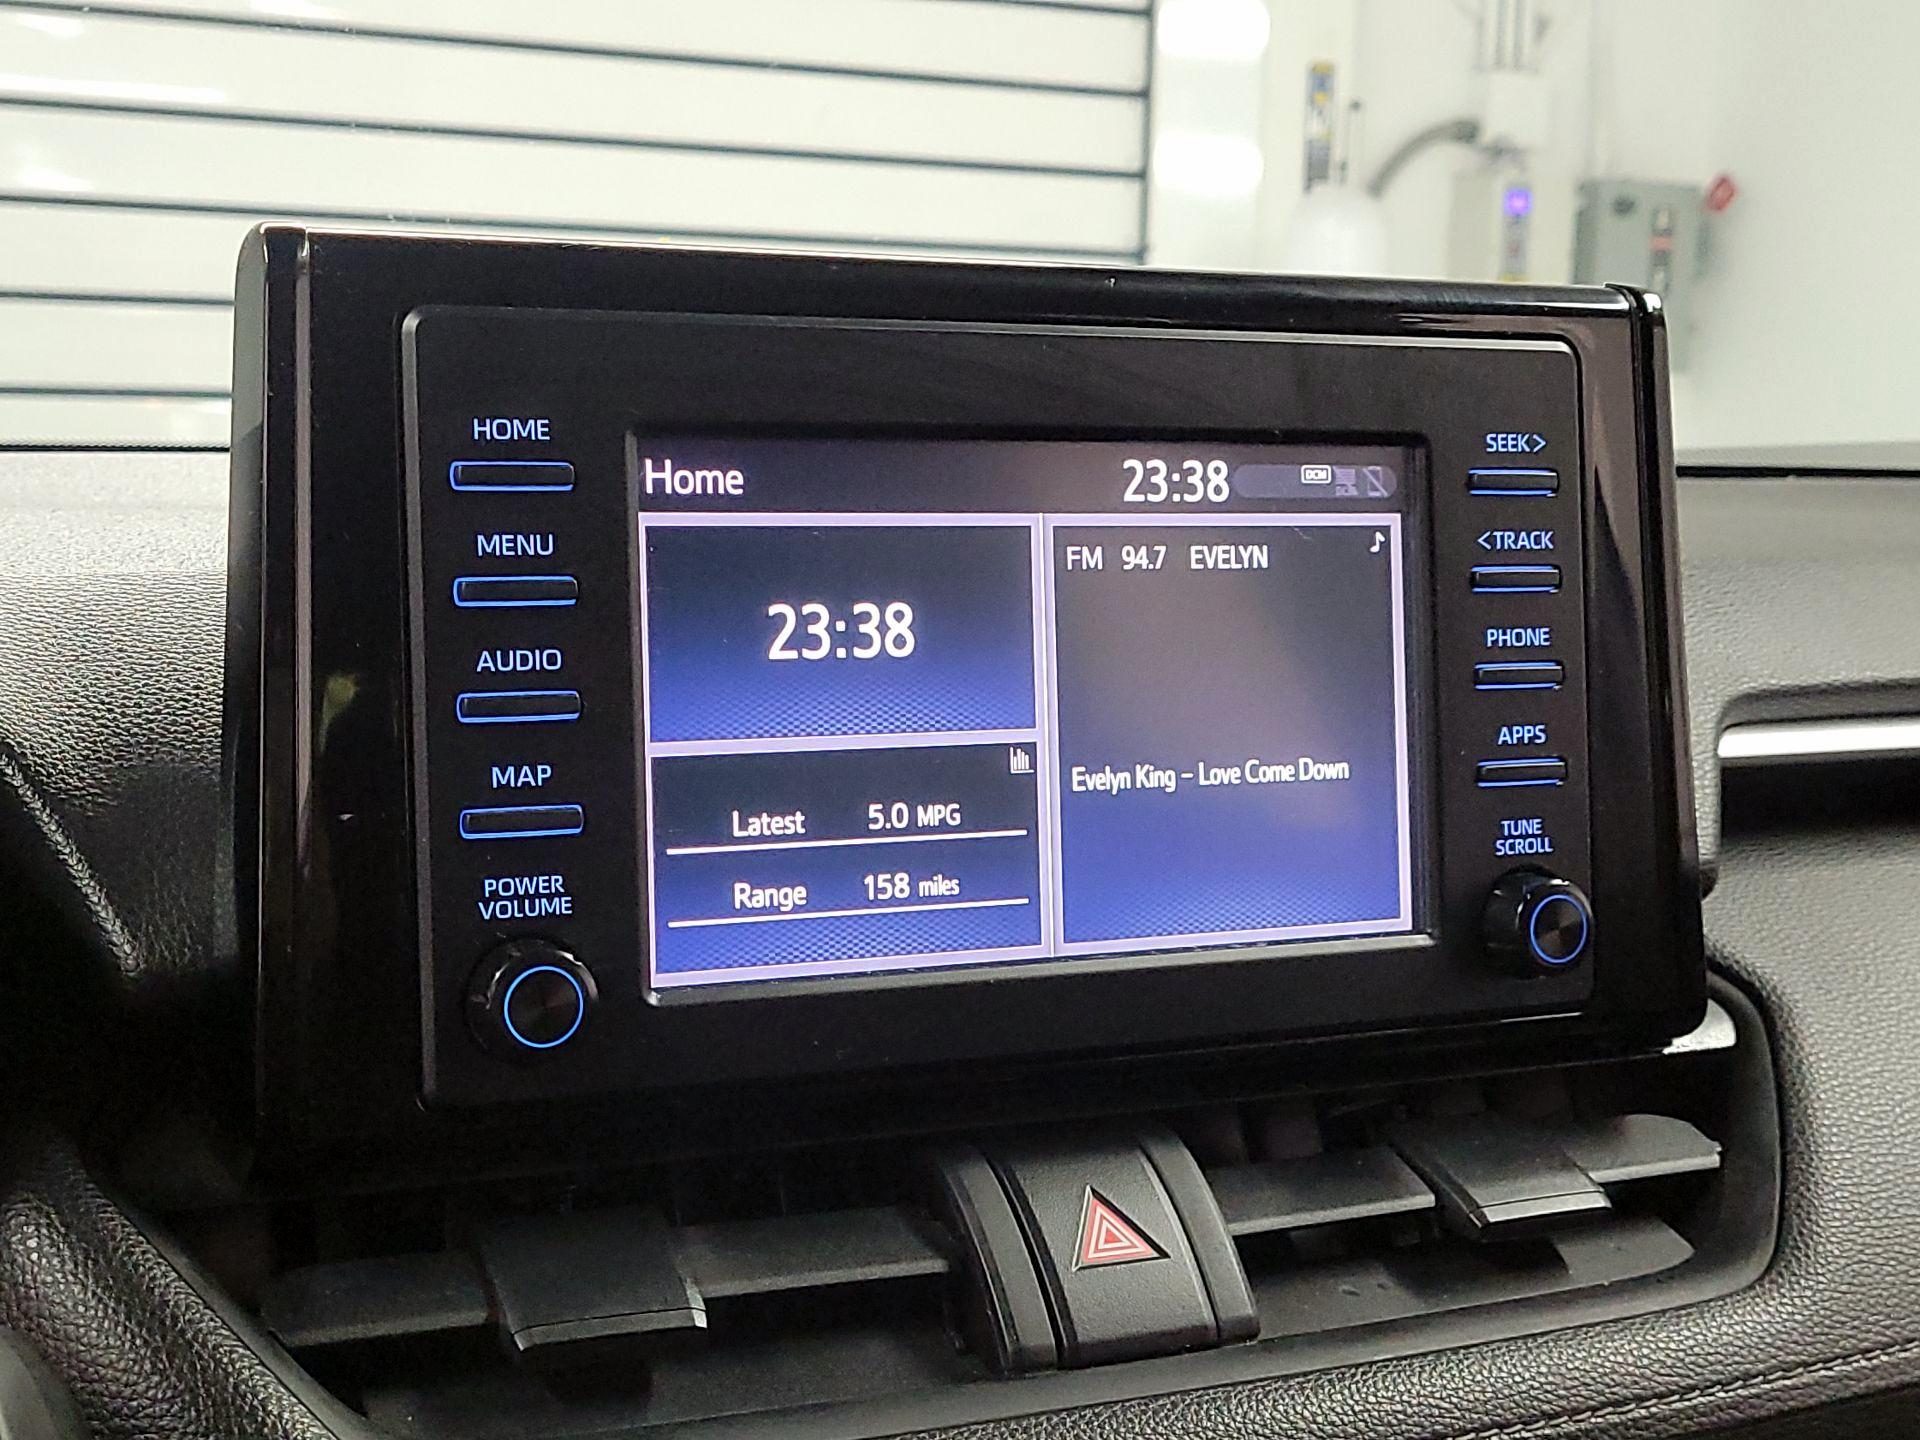 HOME
MENU
AUDIO
MAP
POWER
VOLUME
Home 23:38 DCM
23:38
Latest 5.0 MPG
Range 158 miles
FM 94.7 EVELYN
Evelyn King - Love Come Down
SEEK>
<TRACK
PHONE
APPS
TUNE
SCROLL